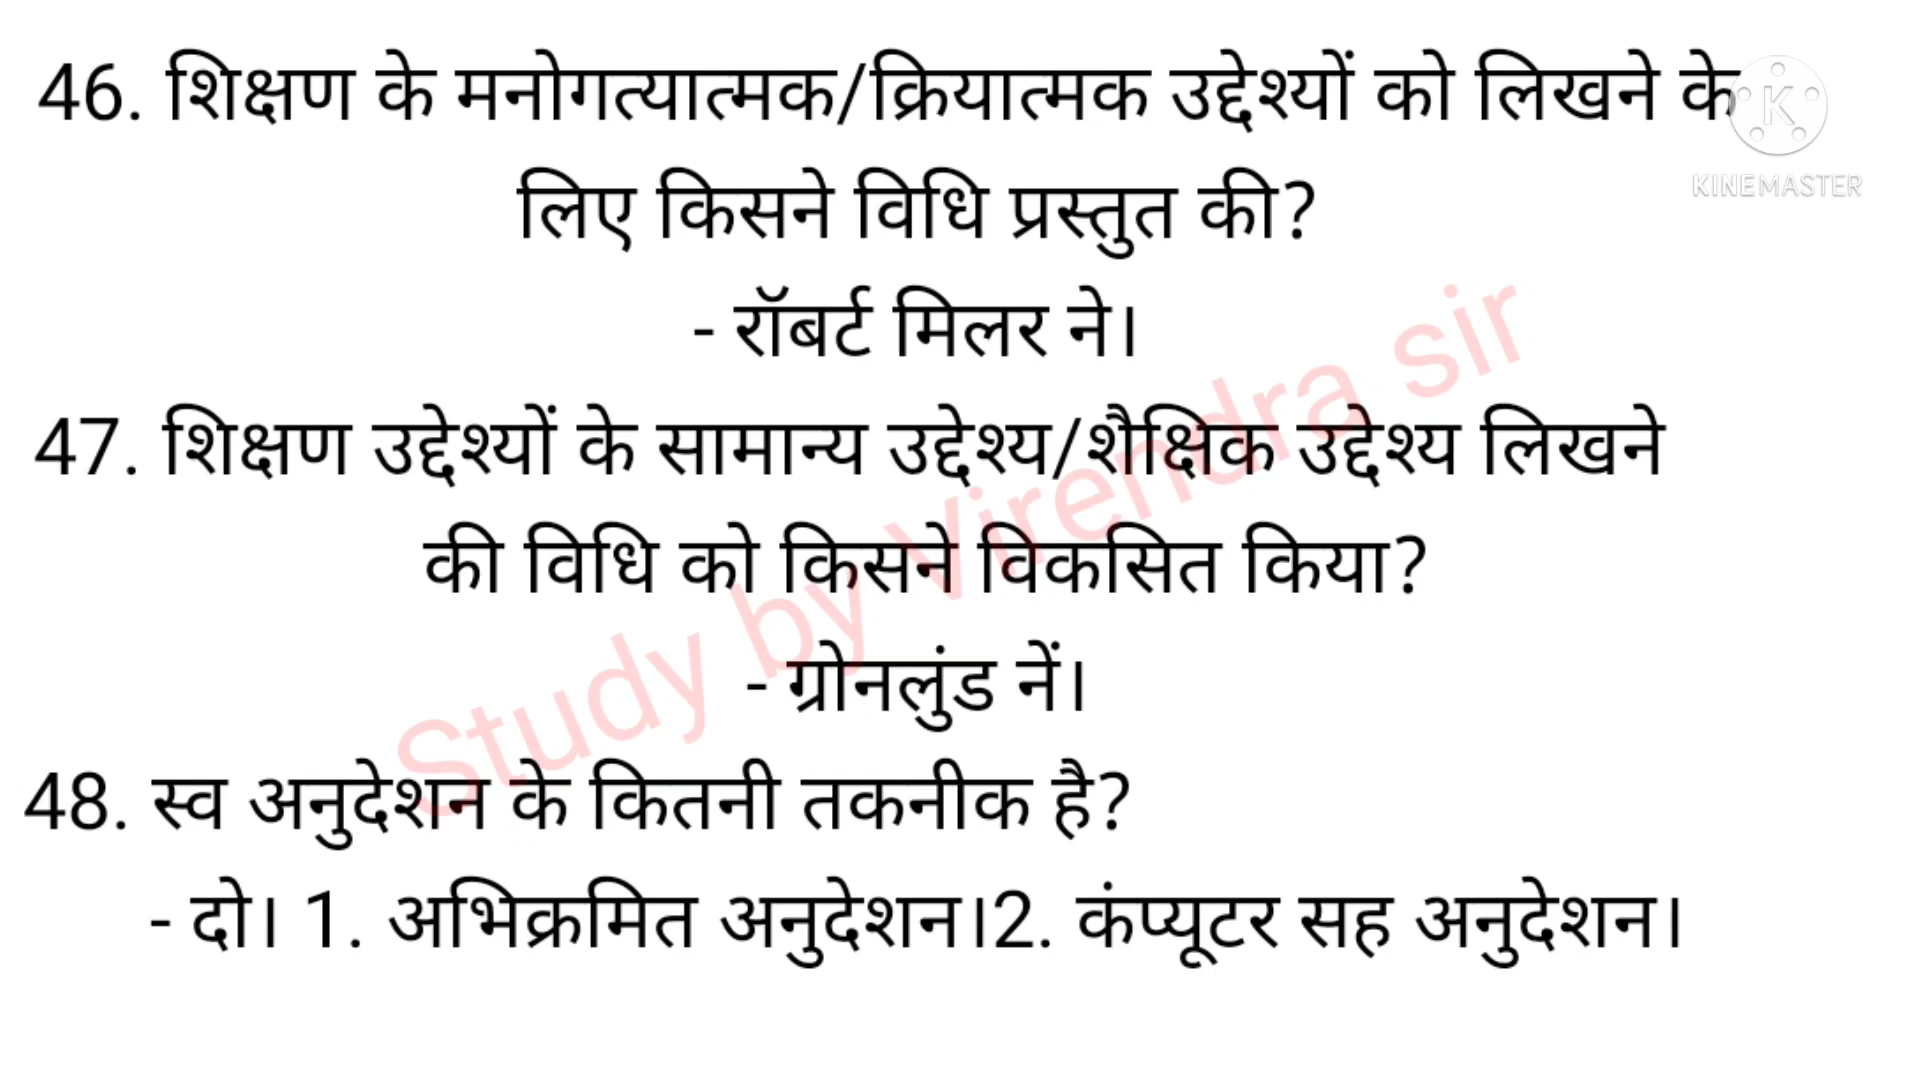 46. शिक्षण के मनोगत्यात्मक/क्रियात्मक उद्देश्यों को लिखने के
लिए किसने विधि प्रस्तुत की?
- रॉबर्ट मिलर ने।
47. शिक्षण उद्देश्यों के सामान्य उद्देश्य/शैक्षिक उद्देश्य लिखने
की विधि को किसने विकसित किया?
- ग्रोनलुंड नें।
48. स्व अनुदेशन के कितनी तकनीक है?
- दो। 1. अभिक्रमित अनुदेशन।2. कंप्यूटर सह अनुदेशन।
Study by Virendra sir
K
KINEMASTER